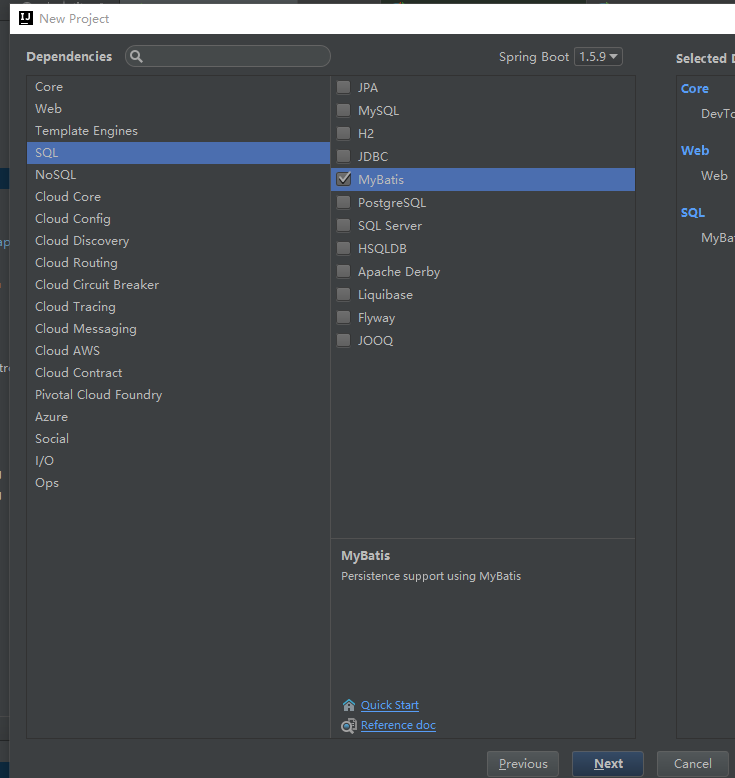 New Project
Dependencies
Spring Boot 1.5.9
Selected
Core
Web
Template Engines
SQL
NoSQL
Cloud Core
Cloud Config
Cloud Discovery
Cloud Routing
Cloud Circuit Breaker
Cloud Tracing
Cloud Messaging
Cloud AWS
Cloud Contract
Pivotal Cloud Foundry
Azure
Social
I/O
Ops
JPA
MySQL
H2
JDBC
MyBatis
PostgreSQL
SQL Server
HSQLDB
Apache Derby
Liquibase
Flyway
JOOQ
MyBatis
Persistence support using MyBatis
Quick Start
Reference doc
Core
DevTo
Web
Web
SQL
MyBat
Previous
Next
Cancel